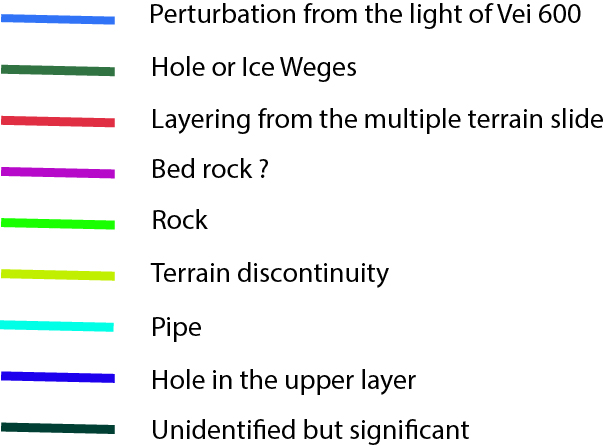 Perturbation from the light of Vei 600
Hole or Ice Weges
Layering from the multiple terrain slide
Bed rock ?
Rock
Terrain discontinuity
Pipe
Hole in the upper layer
Unidentified but significant